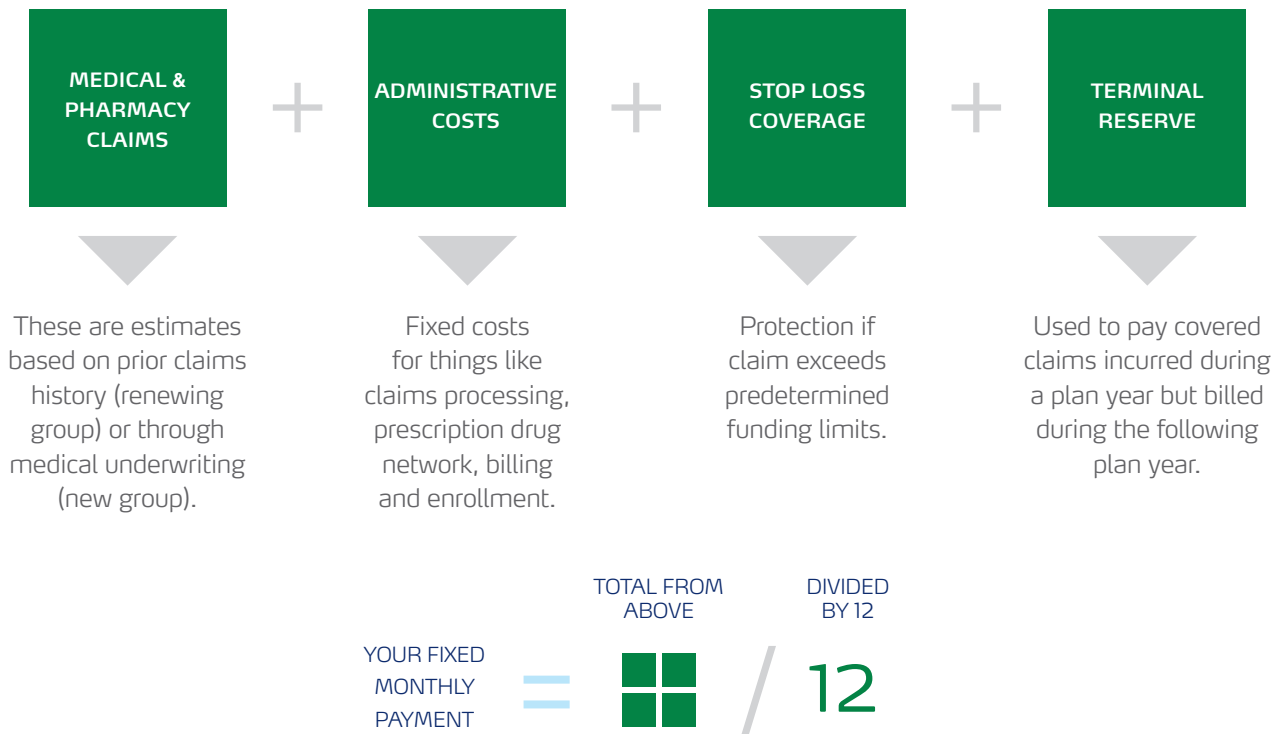 MEDICAL &
PHARMACY
CLAIMS
+
ADMINISTRATIVE
COSTS
+
STOP LOSS
COVERAGE
+
TERMINAL
RESERVE
These are estimates
based on prior claims
history (renewing
group) or through
medical underwriting
(new group).
Fixed costs
for things like
claims processing,
prescription drug
network, billing
and enrollment.
Protection if
claim exceeds
predetermined
funding limits.
Used to pay covered
claims incurred during
a plan year but billed
during the following
plan year.
YOUR FIXED
MONTHLY
PAYMENT
=
TOTAL FROM
ABOVE
/
DIVIDED
BY 12
12